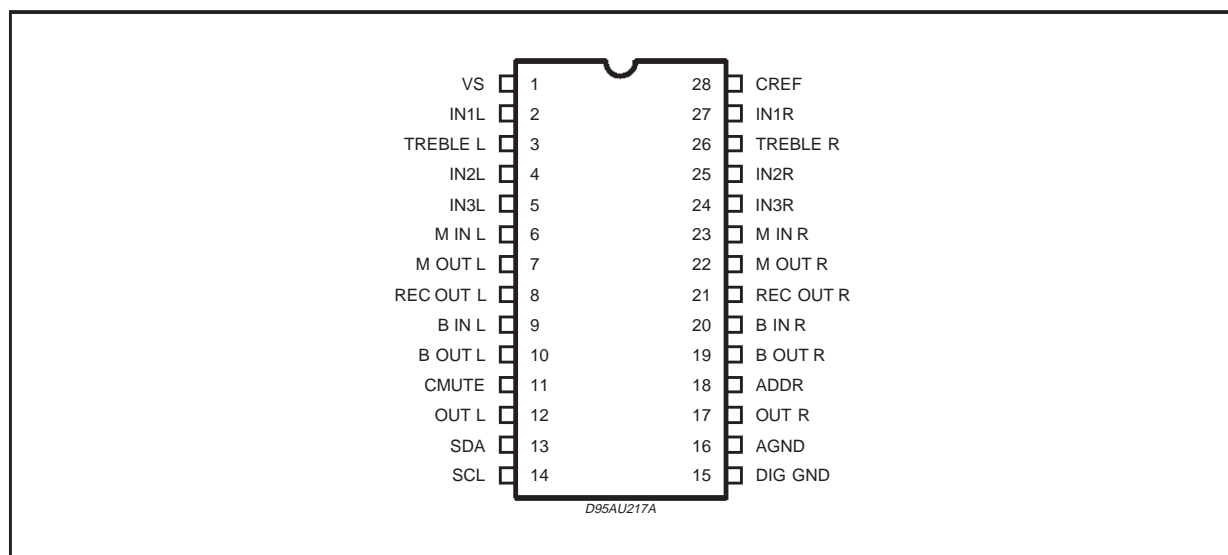 VS 1 28 CREF
IN1L 2 27 IN1R
TREBLE L 3 26 TREBLE R
IN2L 4 25 IN2R
IN3L 5 24 IN3R
M IN L 6 23 M IN R
M OUT L 7 22 M OUT R
REC OUT L 8 21 REC OUT R
B IN L 9 20 B IN R
B OUT L 10 19 B OUT R
CMUTE 11 18 ADDR
OUT L 12 17 OUT R
SDA 13 16 AGND
SCL 14 15 DIG GND
D95AU217A